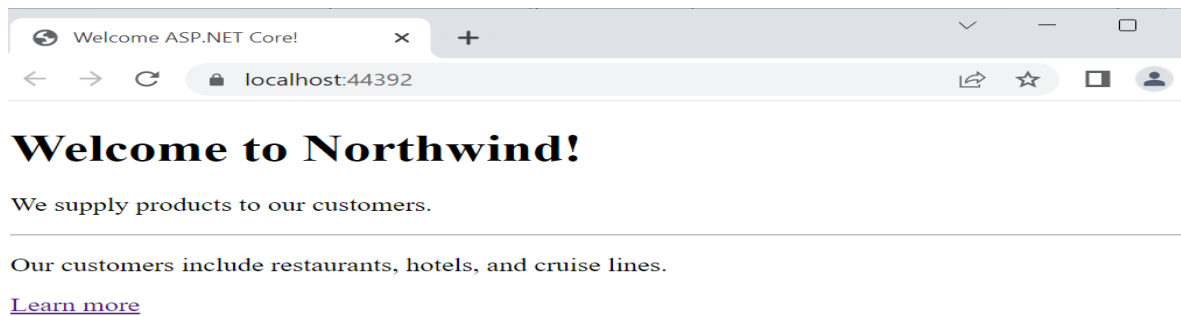 Welcome ASP.NET Core!
localhost:44392
Welcome to Northwind!
We supply products to our customers.
Our customers include restaurants, hotels, and cruise lines.
Learn more